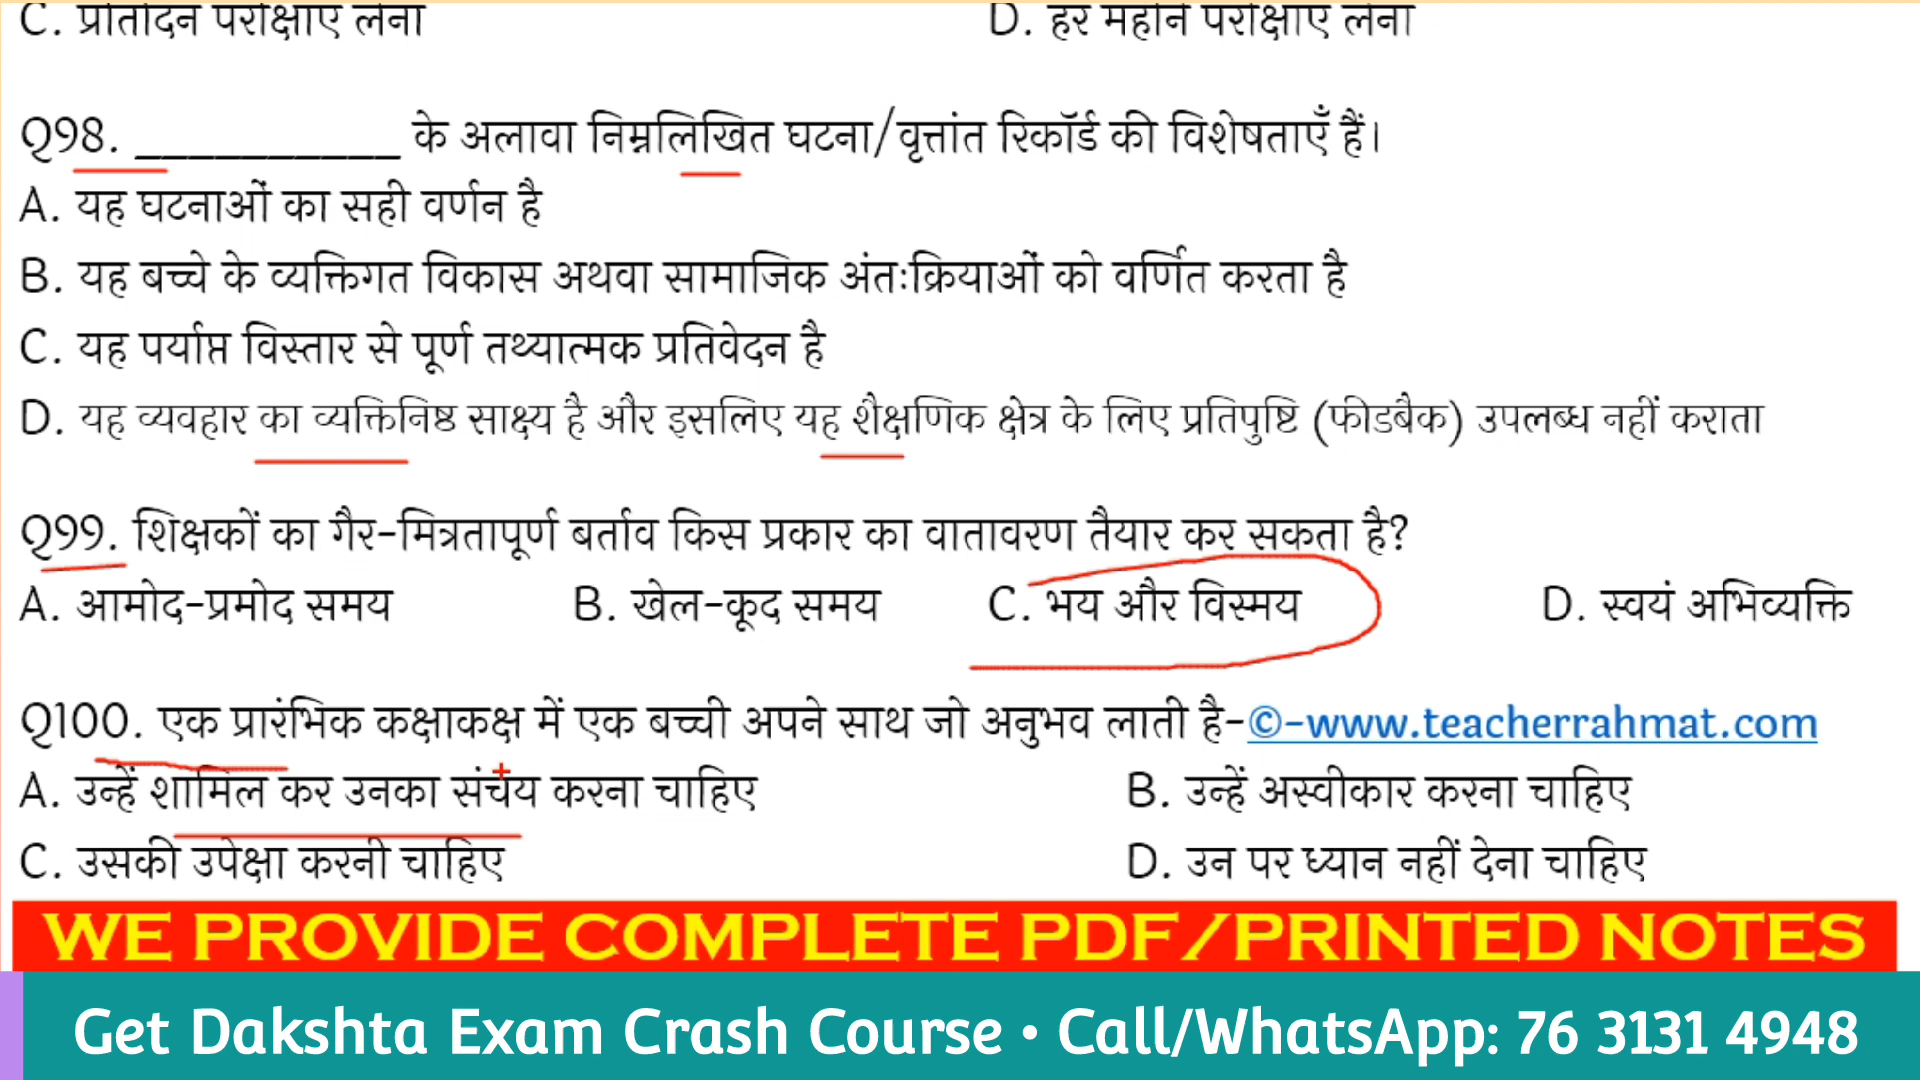 C. प्रतिदिन परीक्षाएं लेना D. हर महीने परीक्षाएं लेना
Q98. __________ के अलावा निम्नलिखित घटना/वृत्तांत रिकॉर्ड की विशेषताएँ हैं।
A. यह घटनाओं का सही वर्णन है
B. यह बच्चे के व्यक्तिगत विकास अथवा सामाजिक अंतःक्रियाओं को वर्णित करता है
C. यह पर्याप्त विस्तार से पूर्ण तथ्यात्मक प्रतिवेदन है
D. यह व्यवहार का व्यक्तिनिष्ठ साक्ष्य है और इसलिए यह शैक्षणिक क्षेत्र के लिए प्रतिपुष्टि (फीडबैक) उपलब्ध नहीं कराता
Q99. शिक्षकों का गैर-मित्रतापूर्ण बर्ताव किस प्रकार का वातावरण तैयार कर सकता है?
A. आमोद-प्रमोद समय B. खेल-कूद समय C. भय और विस्मय D. स्वयं अभिव्यक्ति
Q100. एक प्रारंभिक कक्षाकक्ष में एक बच्ची अपने साथ जो अनुभव लाती है-©-www.teacherrahmat.com
A. उन्हें शामिल कर उनका संचय करना चाहिए B. उन्हें अस्वीकार करना चाहिए
C. उसकी उपेक्षा करनी चाहिए D. उन पर ध्यान नहीं देना चाहिए
WE PROVIDE COMPLETE PDF/PRINTED NOTES
Get Dakshta Exam Crash Course • Call/WhatsApp: 76 3131 4948